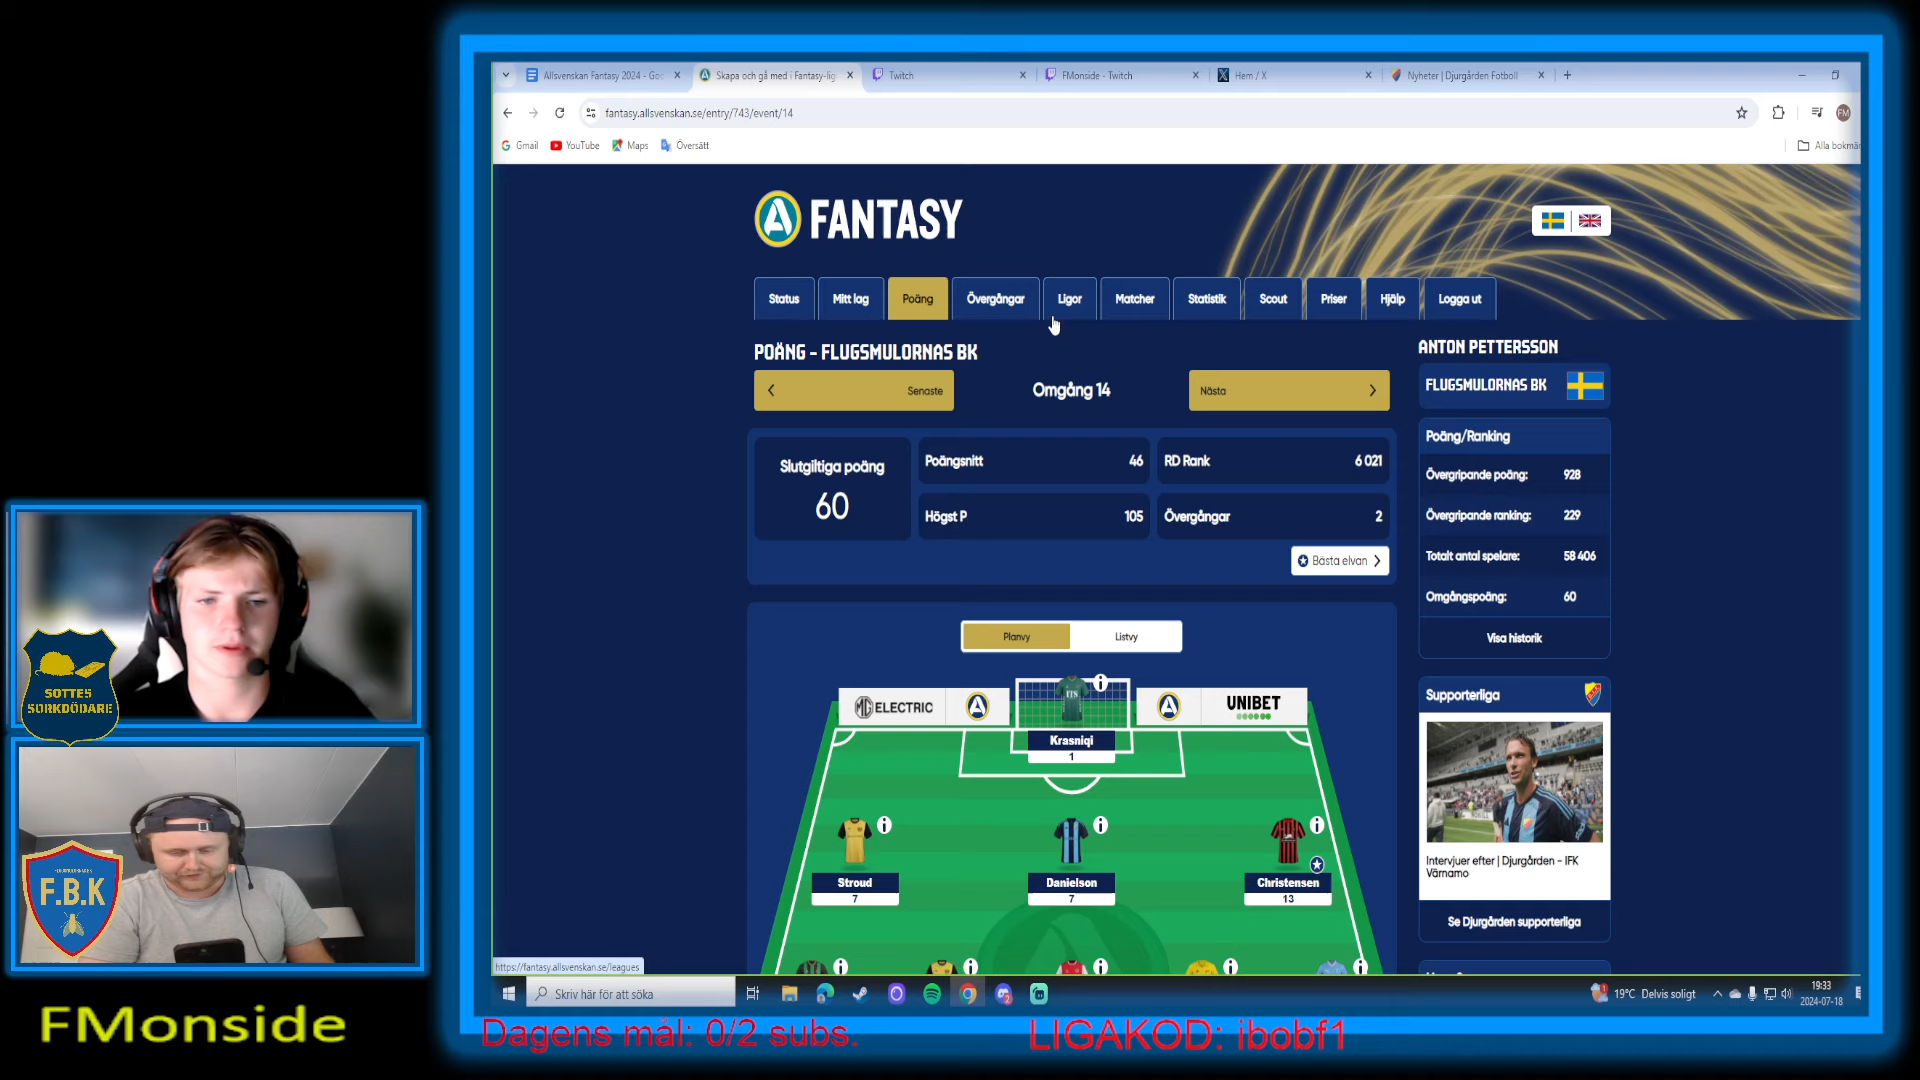 Allsvenskan Fantasy 2024 - Goo
Skapa och gå med i Fantasy-lig
Twitch
FMonside - Twitch
Hem / X
Nyheter | Djurgården Fotboll
fantasy.allsvenskan.se/entry/743/event/14
FM
Gmail
YouTube
Maps
Översätt
Alla bokmär
FANTASY
Status
Mitt lag
Poäng
Övergångar
Ligor
Matcher
Statistik
Scout
Priser
Hjälp
Logga ut
POÄNG - FLUGSMULORNAS BK
Senaste
Omgång 14
Nästa
Slutgiltiga poäng
60
Poängsnitt 46
RD Rank 6 021
Högst P 105
Övergångar 2
Bästa elvan
Planvy
Listvy
MG ELECTRIC
UNIBET
Krasniqi
1
Stroud
7
Danielson
7
Christensen
13
ANTON PETTERSSON
FLUGSMULORNAS BK
Poäng/Ranking
Övergripande poäng: 928
Övergripande ranking: 229
Totalt antal spelare: 58 406
Omgångspoäng: 60
Visa historik
Supporterliga
Intervjuer efter | Djurgården - IFK
Värnamo
Se Djurgården supporterliga
https://fantasy.allsvenskan.se/leagues
Skriv här för att söka
19°C Delvis soligt
19:33
2024-07-18
SOTTES
SORKDÖDARE
F.B.K
FMonside
Dagens mål: 0/2 subs.
LIGAKOD: ibobf1